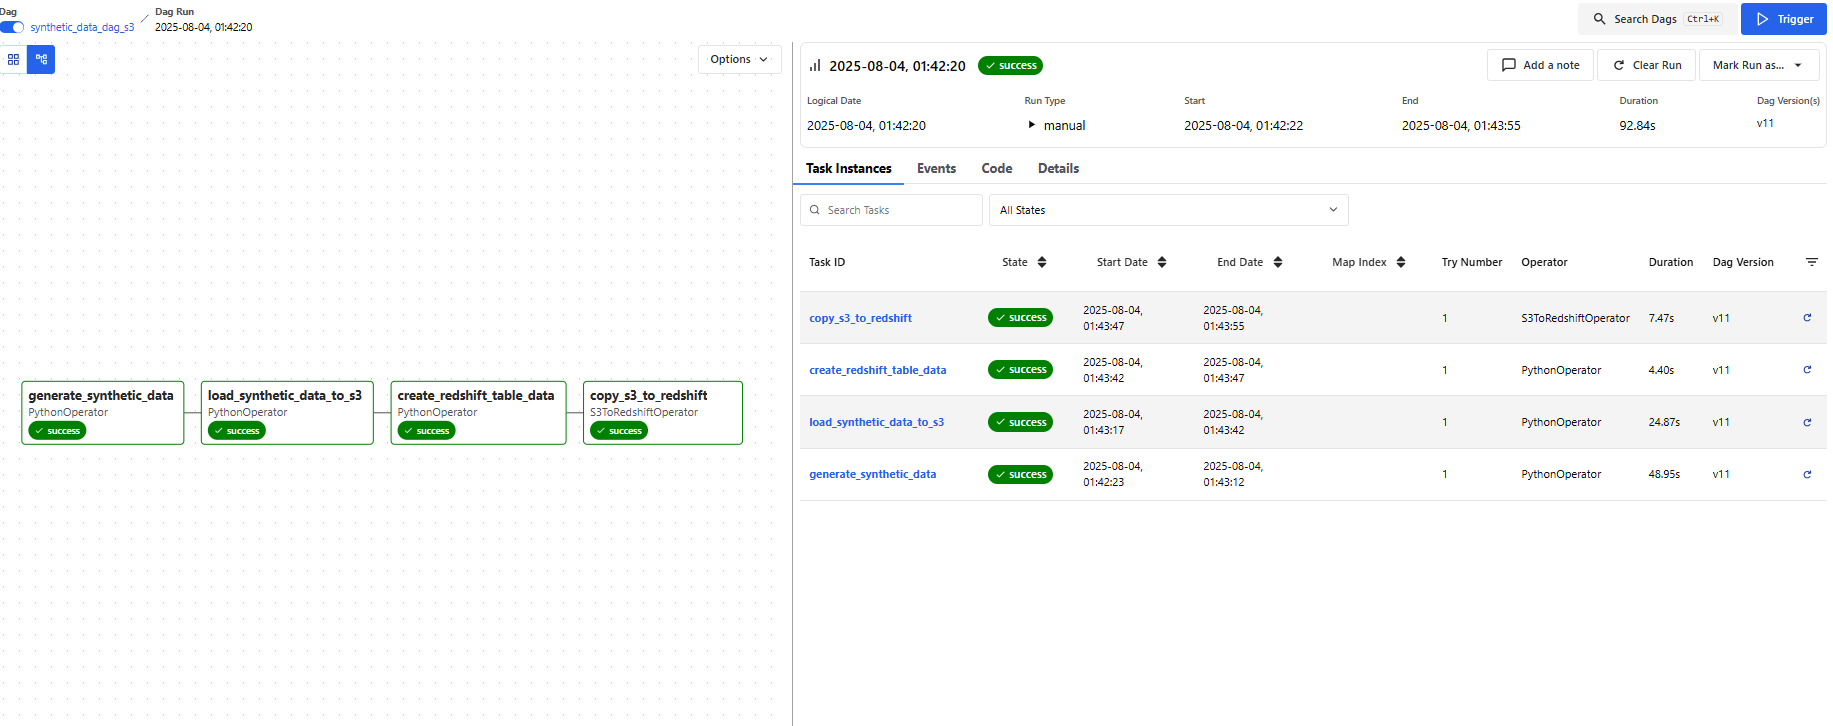 Dag
synthetic_data_dag_s3
Dag Run
2025-08-04, 01:42:20
Search Dags Ctrl+K
Trigger
Options
2025-08-04, 01:42:20 success
Add a note
Clear Run
Mark Run as...
Logical Date Run Type Start End Duration Dag Version(s)
2025-08-04, 01:42:20 manual 2025-08-04, 01:42:22 2025-08-04, 01:43:55 92.84s v11
Task Instances Events Code Details
Search Tasks
All States
Task ID State Start Date End Date Map Index Try Number Operator Duration Dag Version
copy_s3_to_redshift success 2025-08-04, 01:43:47 2025-08-04, 01:43:55 1 S3ToRedshiftOperator 7.47s v11
create_redshift_table_data success 2025-08-04, 01:43:42 2025-08-04, 01:43:47 1 PythonOperator 4.40s v11
load_synthetic_data_to_s3 success 2025-08-04, 01:43:17 2025-08-04, 01:43:42 1 PythonOperator 24.87s v11
generate_synthetic_data success 2025-08-04, 01:42:23 2025-08-04, 01:43:12 1 PythonOperator 48.95s v11
generate_synthetic_data
PythonOperator
success
load_synthetic_data_to_s3
PythonOperator
success
create_redshift_table_data
PythonOperator
success
copy_s3_to_redshift
S3ToRedshiftOperator
success